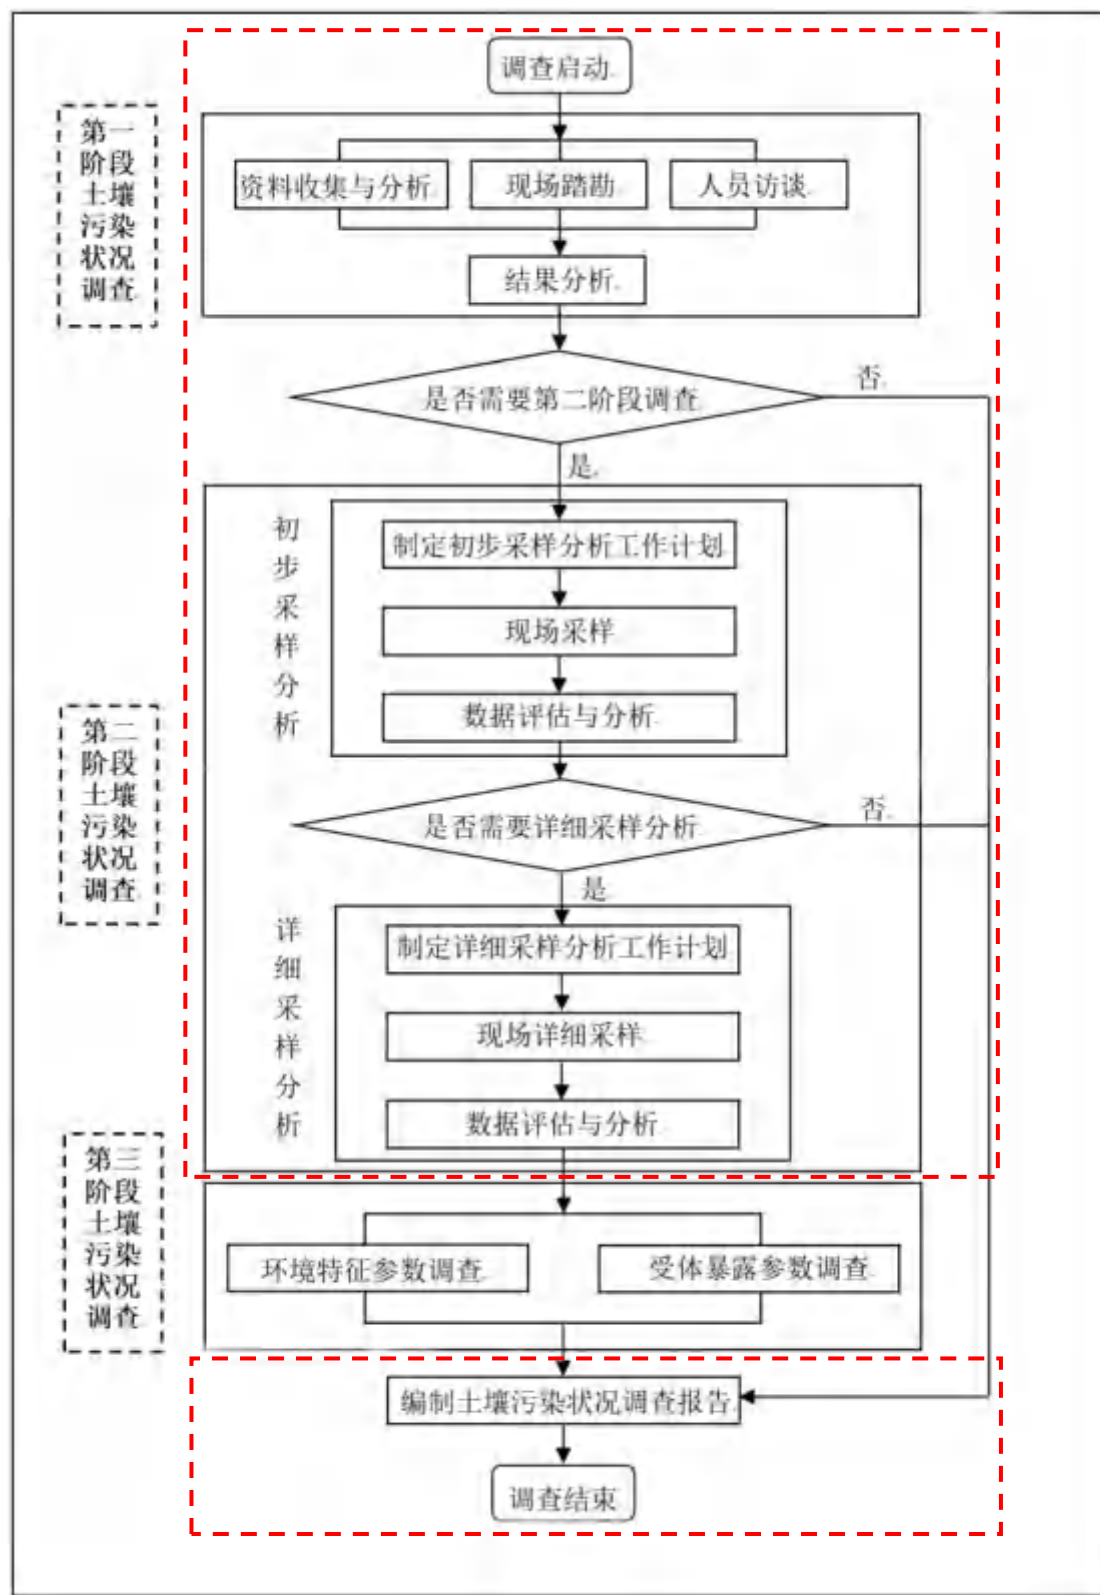 调查启动
第一
阶段
土壤
污染
状况
调查
资料收集与分析
现场踏勘
人员访谈
结果分析
是否需要第二阶段调查
否
是
初
步
采
样
分
析
制定初步采样分析工作计划
现场采样
数据评估与分析
第二
阶段
土壤
污染
状况
调查
是否需要详细采样分析
否
是
详
细
采
样
分
析
制定详细采样分析工作计划
现场详细采样
数据评估与分析
第三
阶段
土壤
污染
状况
调查
环境特征参数调查
受体暴露参数调查
编制土壤污染状况调查报告
调查结束